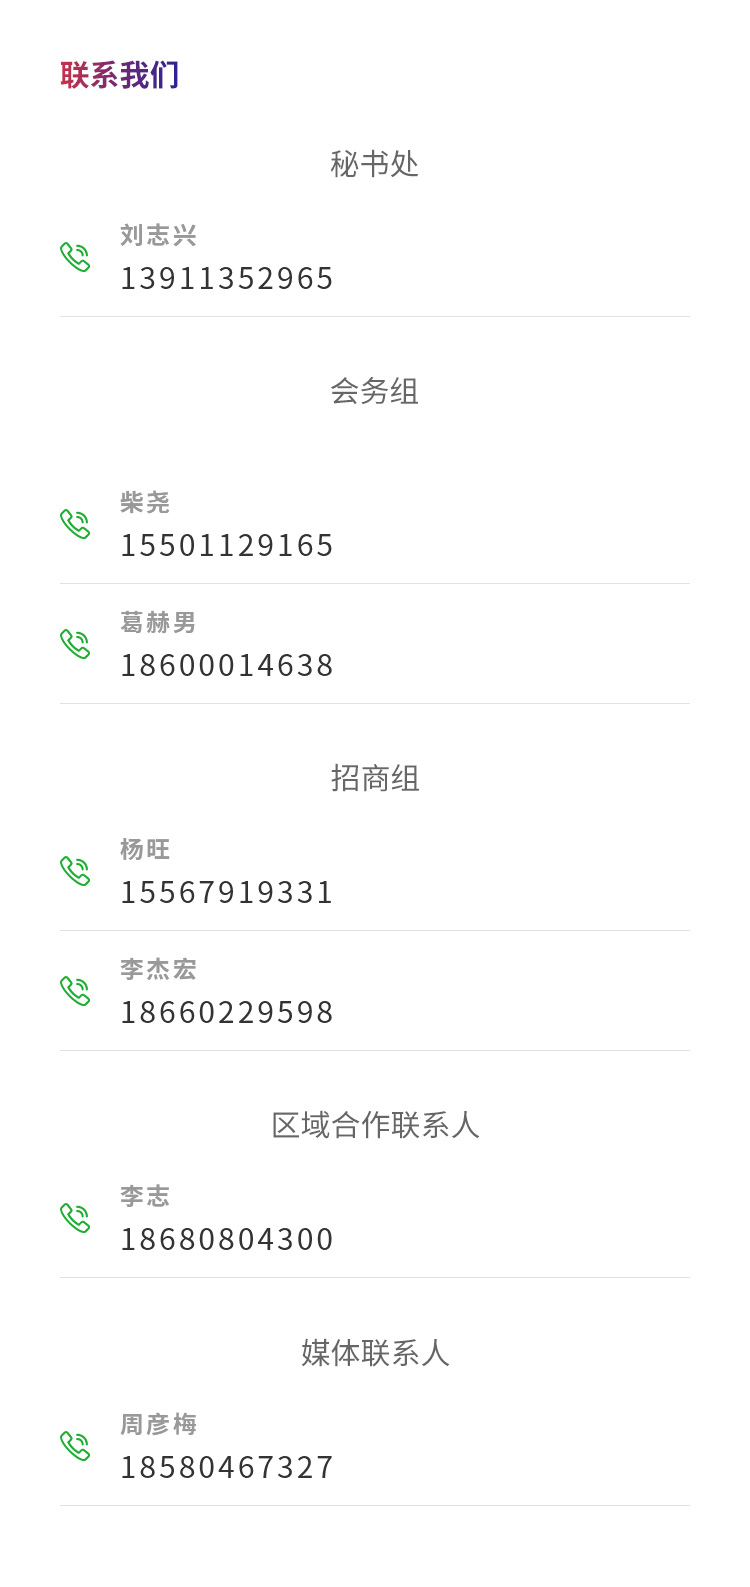 联系我们
秘书处
刘志兴
13911352965
会务组
柴尧
15501129165
葛赫男
18600014638
招商组
杨旺
15567919331
李杰宏
18660229598
区域合作联系人
李志
18680804300
媒体联系人
周彦梅
18580467327